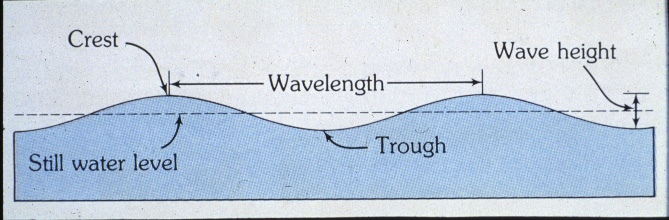 Crest
Wave height
Wavelength
Trough
Still water level